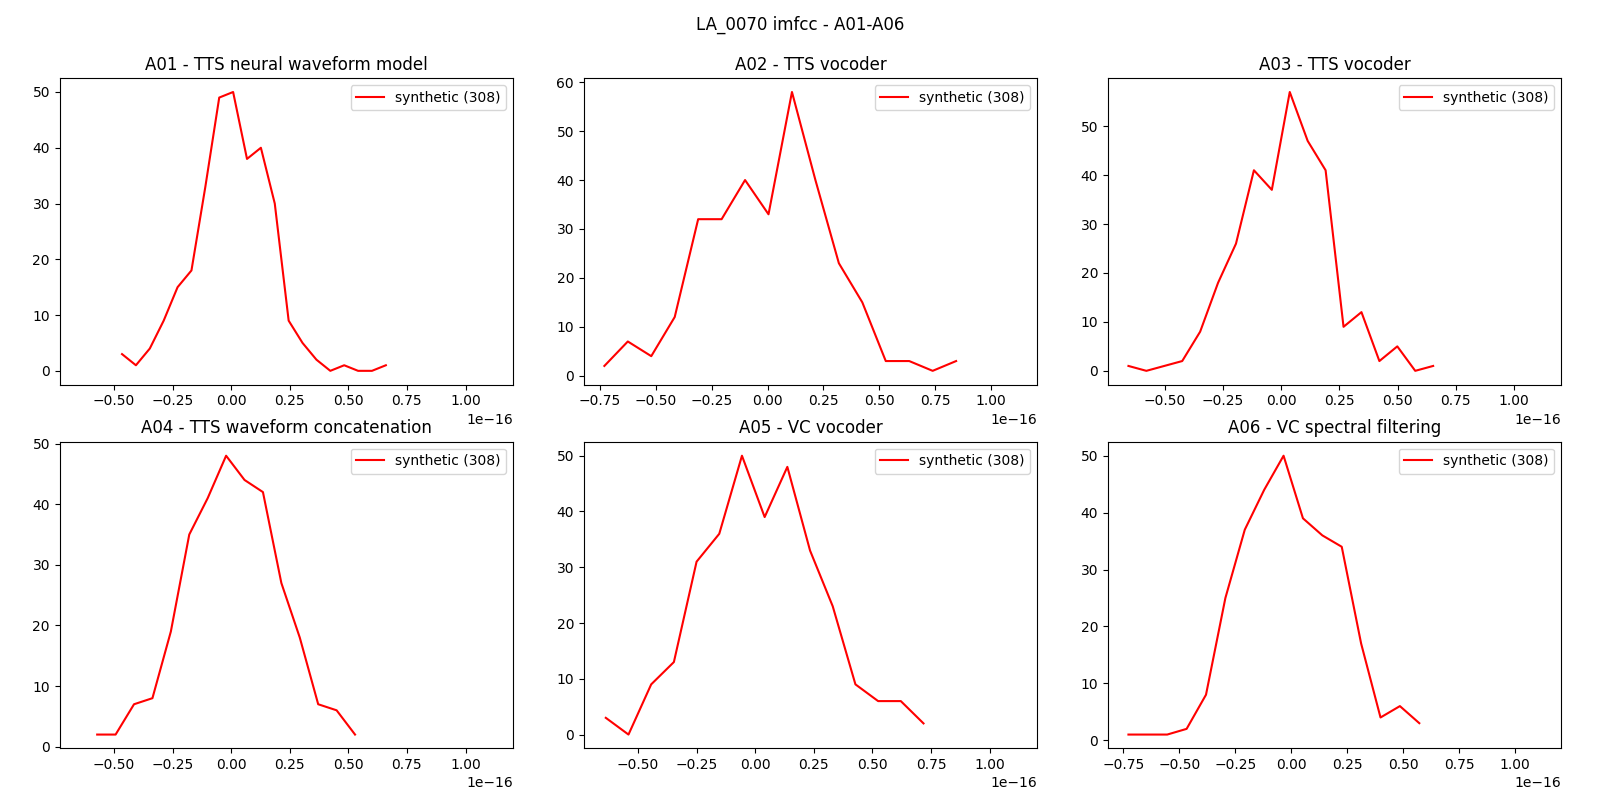 LA_0070 imfcc - A01-A06
A01 - TTS neural waveform model
synthetic (308)
50
40
30
20
10
0
−0.50 −0.25 0.00 0.25 0.50 0.75 1.00
1e−16
A02 - TTS vocoder
synthetic (308)
60
50
40
30
20
10
0
−0.75 −0.50 −0.25 0.00 0.25 0.50 0.75 1.00
1e−16
A03 - TTS vocoder
synthetic (308)
50
40
30
20
10
0
−0.50 −0.25 0.00 0.25 0.50 0.75 1.00
1e−16
A04 - TTS waveform concatenation
synthetic (308)
50
40
30
20
10
0
−0.50 −0.25 0.00 0.25 0.50 0.75 1.00
1e−16
A05 - VC vocoder
synthetic (308)
50
40
30
20
10
0
−0.50 −0.25 0.00 0.25 0.50 0.75 1.00
1e−16
A06 - VC spectral filtering
synthetic (308)
50
40
30
20
10
0
−0.75 −0.50 −0.25 0.00 0.25 0.50 0.75 1.00
1e−16